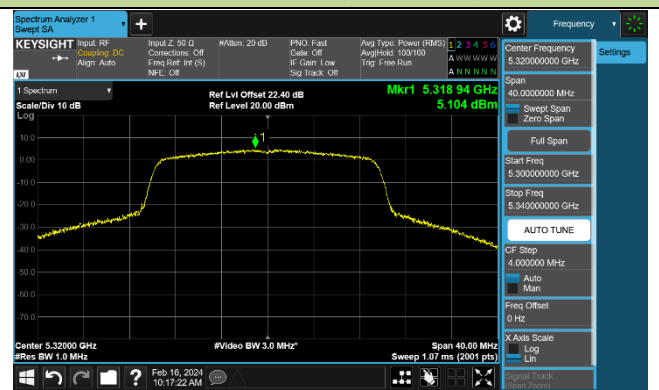 Spectrum Analyzer 1
Swept SA
Frequency
KEYSIGHT
Input: RF
Coupling: DC
Align: Auto
Input Z: 50 Ω
Corrections: Off
Freq Ref: Int (S)
NFE: Off
#Atten: 20 dB
PNO: Fast
Gate: Off
IF Gain: Low
Sig Track: Off
Avg Type: Power (RMS)
Avg|Hold: 100/100
Trig: Free Run
1 2 3 4 5 6
A W W W W W
A N N N N N
LXI
Center Frequency
5.320000000 GHz
Settings
Span
40.0000000 MHz
Swept Span
Zero Span
Full Span
Start Freq
5.300000000 GHz
Stop Freq
5.340000000 GHz
AUTO TUNE
CF Step
4.000000 MHz
Auto
Man
Freq Offset
0 Hz
X Axis Scale
Log
Lin
Signal Track
(Span Zoom)
1 Spectrum
Scale/Div 10 dB
Log
Ref Lvl Offset 22.40 dB
Ref Level 20.00 dBm
Mkr1 5.318 94 GHz
5.104 dBm
1
10.0
0.00
-10.0
-20.0
-30.0
-40.0
-50.0
-60.0
-70.0
Center 5.32000 GHz
#Res BW 1.0 MHz
#Video BW 3.0 MHz*
Span 40.00 MHz
Sweep 1.07 ms (2001 pts)
?
Feb 16, 2024
10:17:22 AM